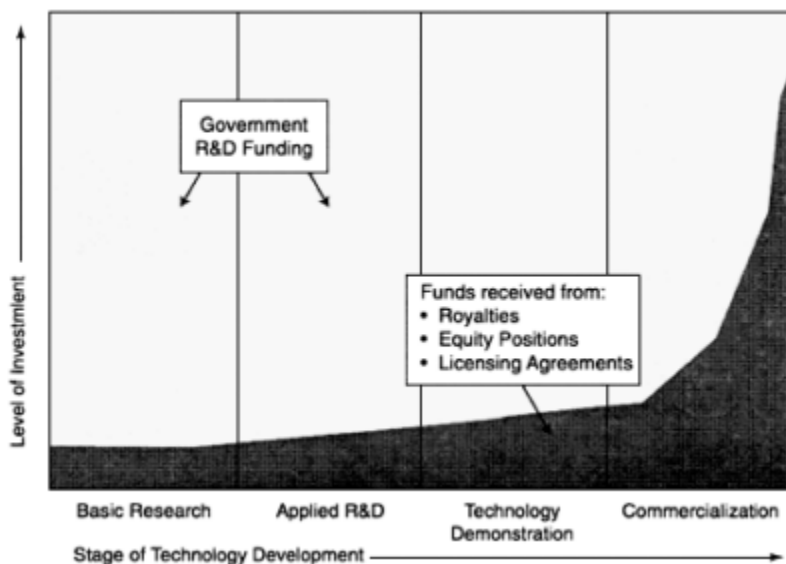 Government
R&D Funding
Funds received from:
• Royalties
• Equity Positions
• Licensing Agreements
Level of Investmient
Basic Research
Applied R&D
Technology
Demonstration
Commercialization
Stage of Technology Development